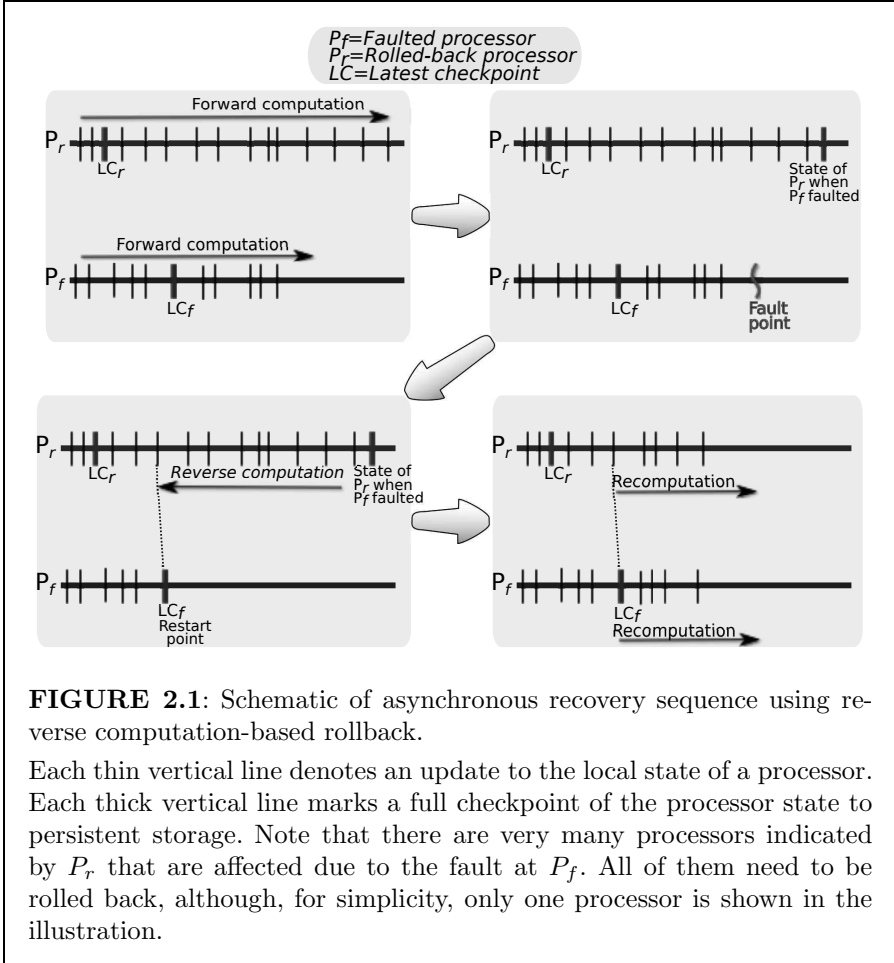 Pf=Faulted processor
Pr=Rolled-back processor
LC=Latest checkpoint
Forward computation
Pr
LCr
Forward computation
Pf
LCf
Pr
LCr
State of
Pr when
Pf faulted
Pf
LCf
Fault
point
Pr
LCr
Reverse computation
State of
Pr when
Pf faulted
Pf
LCf
Restart
point
Pr
LCr
Recomputation
Pf
LCf
Recomputation
FIGURE 2.1: Schematic of asynchronous recovery sequence using re-
verse computation-based rollback.
Each thin vertical line denotes an update to the local state of a processor.
Each thick vertical line marks a full checkpoint of the processor state to
persistent storage. Note that there are very many processors indicated
by Pr that are affected due to the fault at Pf. All of them need to be
rolled back, although, for simplicity, only one processor is shown in the
illustration.